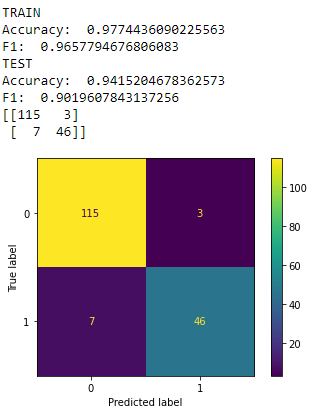 TRAIN
Accuracy:  0.9774436090225563
F1:  0.9657794676806083
TEST
Accuracy:  0.9415204678362573
F1:  0.9019607843137256
[[115   3]
 [  7  46]]
100
0
115
3
80
True label
60
1
7
46
40
20
0
1
Predicted label